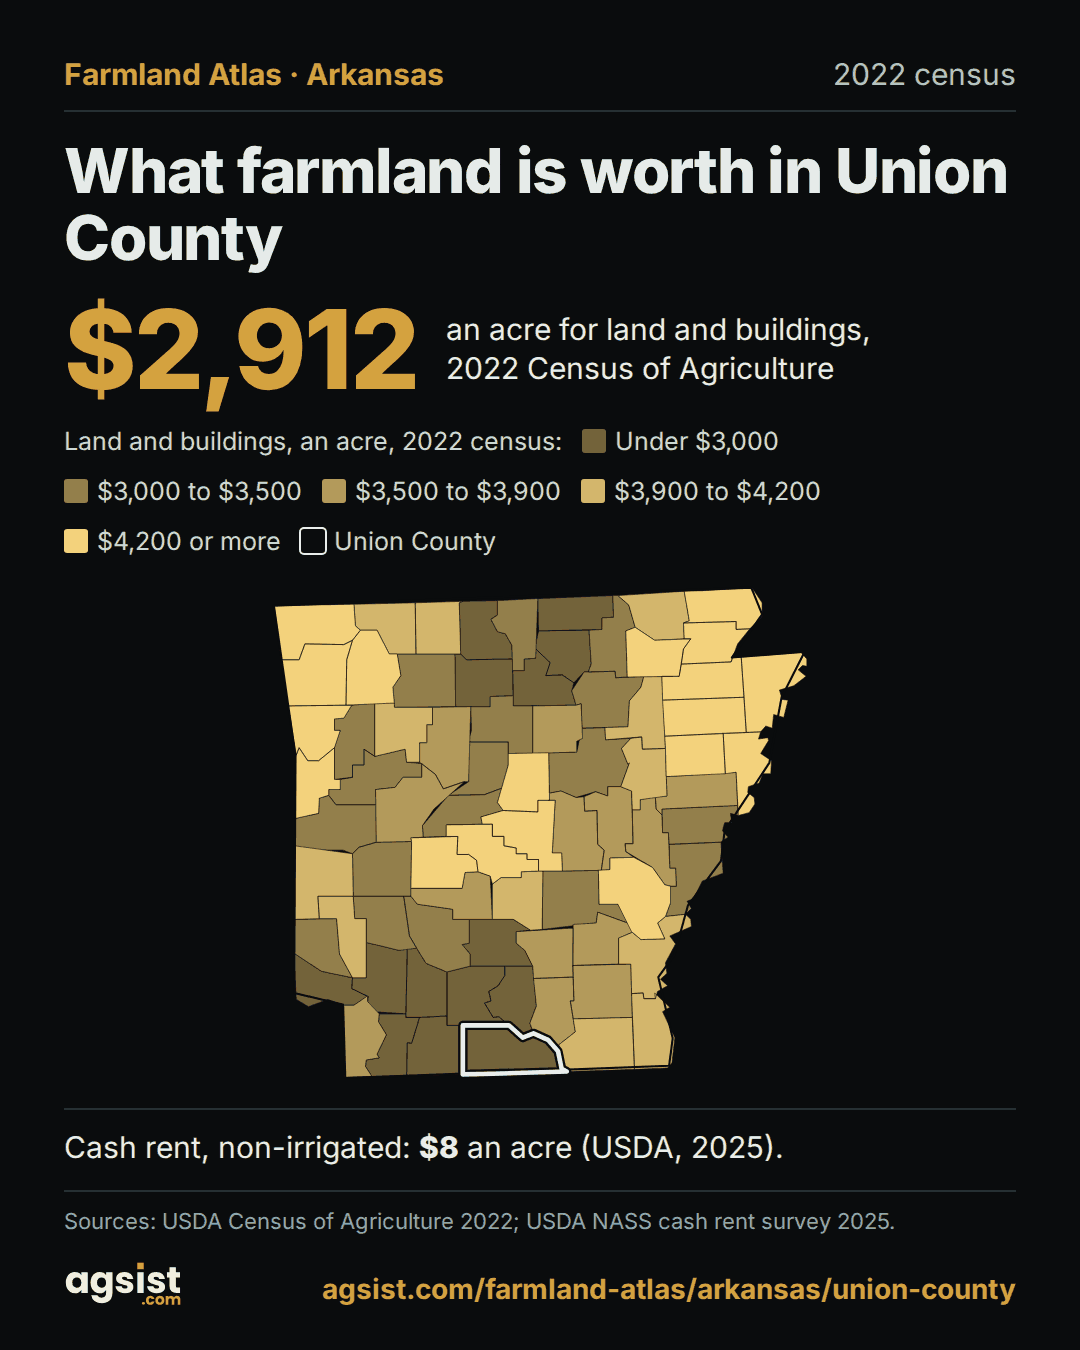 Farmland Atlas · Arkansas
2022 census
What farmland is worth in Union
County
$2,912
an acre for land and buildings,
2022 Census of Agriculture
Land and buildings, an acre, 2022 census: Under $3,000
$3,000 to $3,500 $3,500 to $3,900 $3,900 to $4,200
$4,200 or more Union County
Cash rent, non-irrigated: $8 an acre (USDA, 2025).
Sources: USDA Census of Agriculture 2022; USDA NASS cash rent survey 2025.
agsist
.com
agsist.com/farmland-atlas/arkansas/union-county